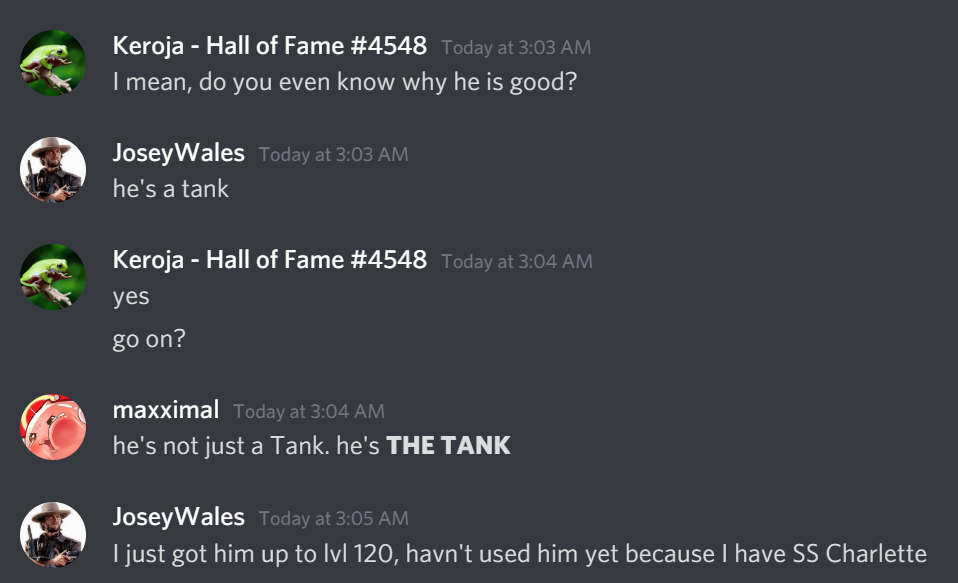 Keroja - Hall of Fame #4548 Today at 3:03 AM
I mean, do you even know why he is good?
JoseyWales Today at 3:03 AM
he's a tank
Keroja - Hall of Fame #4548 Today at 3:04 AM
yes
go on?
maxximal Today at 3:04 AM
he's not just a Tank. he's THE TANK
JoseyWales Today at 3:05 AM
I just got him up to lvl 120, havn't used him yet because I have SS Charlette